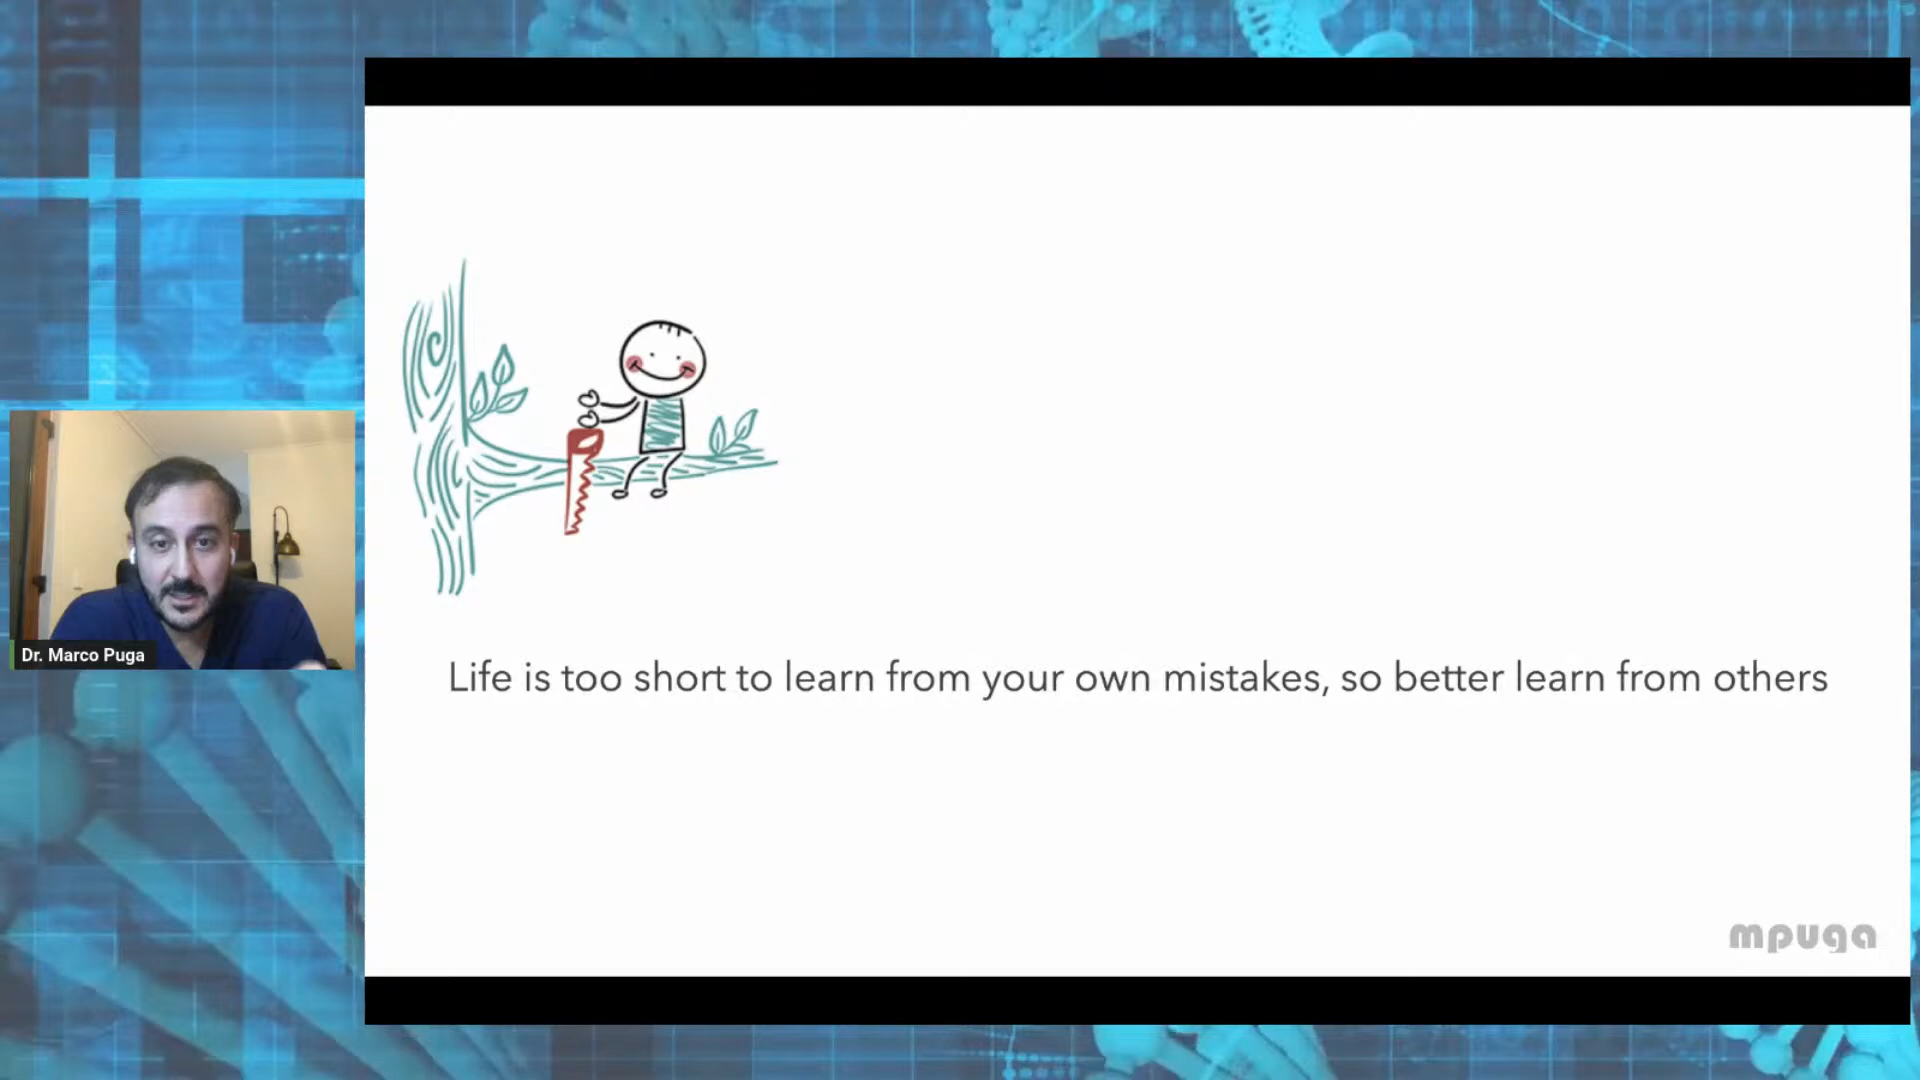 Dr. Marco Puga
Life is too short to learn from your own mistakes, so better learn from others
mpuga